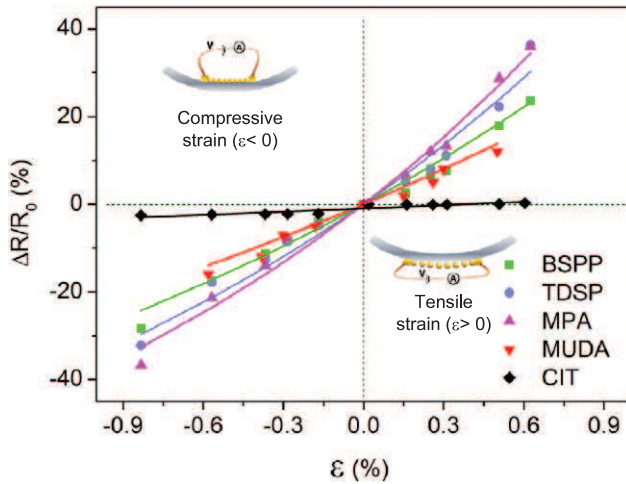 40
20
0
-20
-40
ΔR/R₀ (%)
V
A
Compressive
strain (ε< 0)
V
A
Tensile
strain (ε> 0)
BSPP
TDSP
MPA
MUDA
CIT
-0.9 -0.6 -0.3 0.0 0.3 0.6 0.9
ε (%)